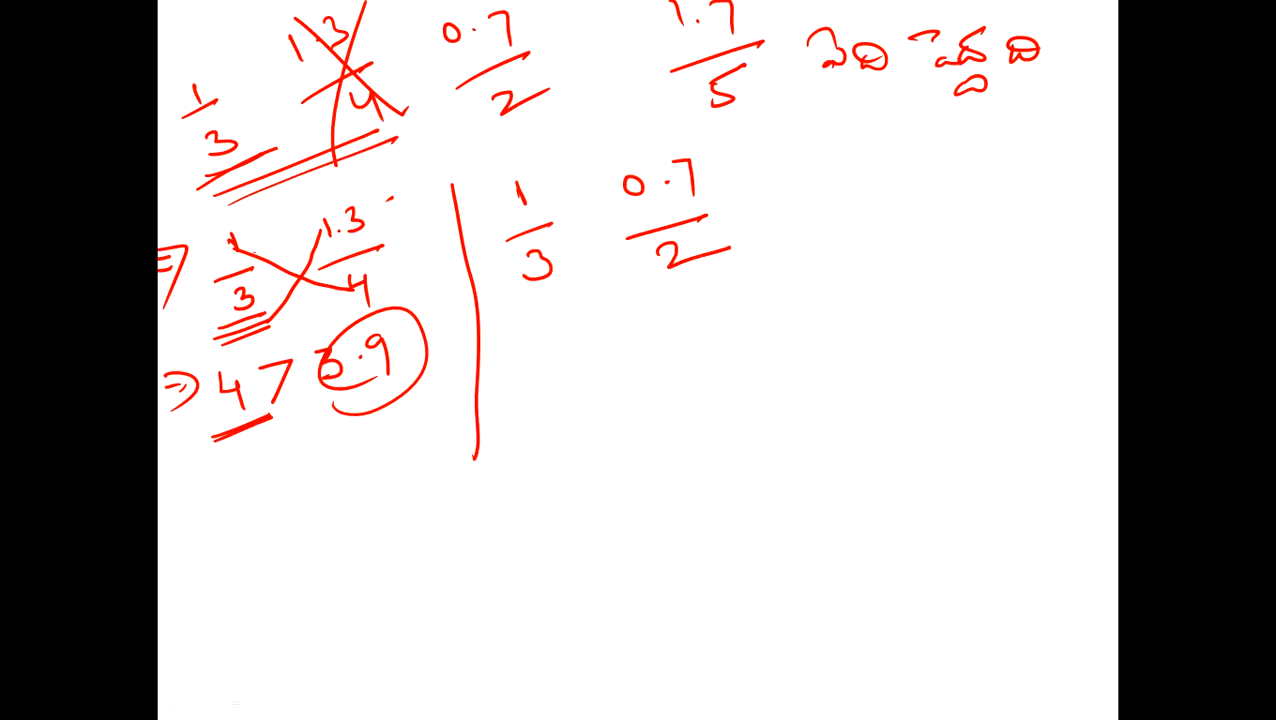 1/3 1.3/4 0.7/2 1.7/5
⇒ 1/3 1.3/4 | 1/3 0.7/2
⇒ 4 > 3.9